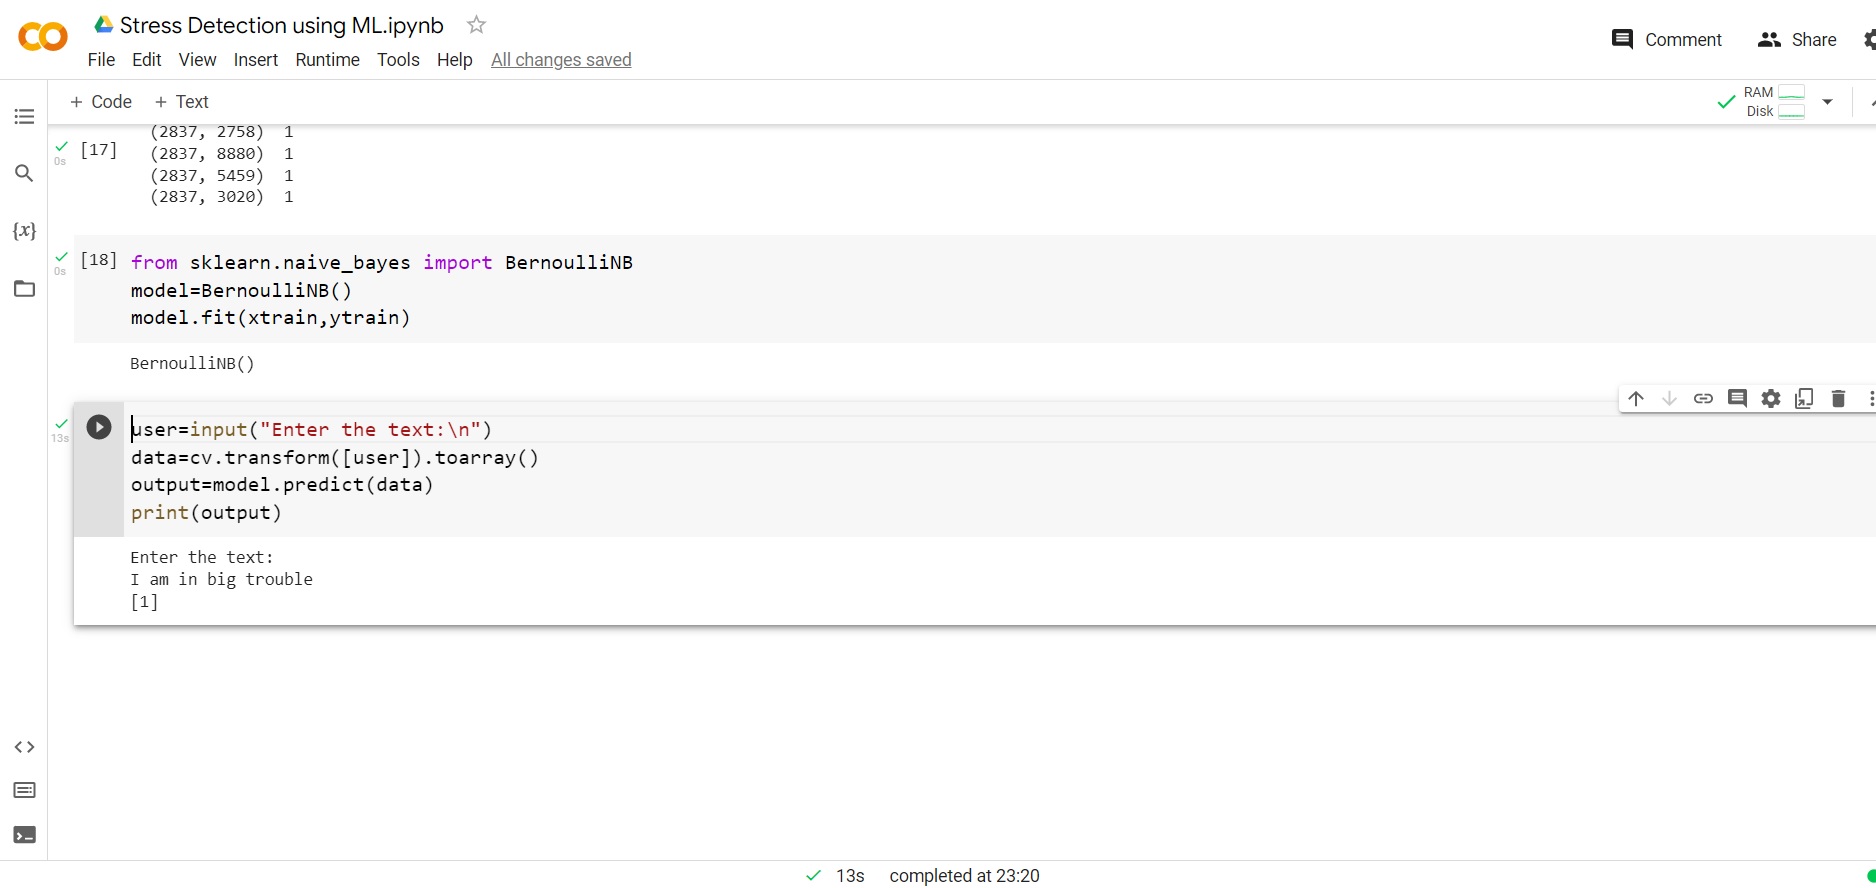 Stress Detection using ML.ipynb
File Edit View Insert Runtime Tools Help All changes saved
Comment Share
+ Code + Text
RAM
Disk
(2837, 2758) 1
[17] (2837, 8880) 1
0s
(2837, 5459) 1
(2837, 3020) 1
{x}
[18] from sklearn.naive_bayes import BernoulliNB
0s
model=BernoulliNB()
model.fit(xtrain,ytrain)
BernoulliNB()
user=input("Enter the text:\n")
13s
data=cv.transform([user]).toarray()
output=model.predict(data)
print(output)
Enter the text:
I am in big trouble
[1]
13s completed at 23:20